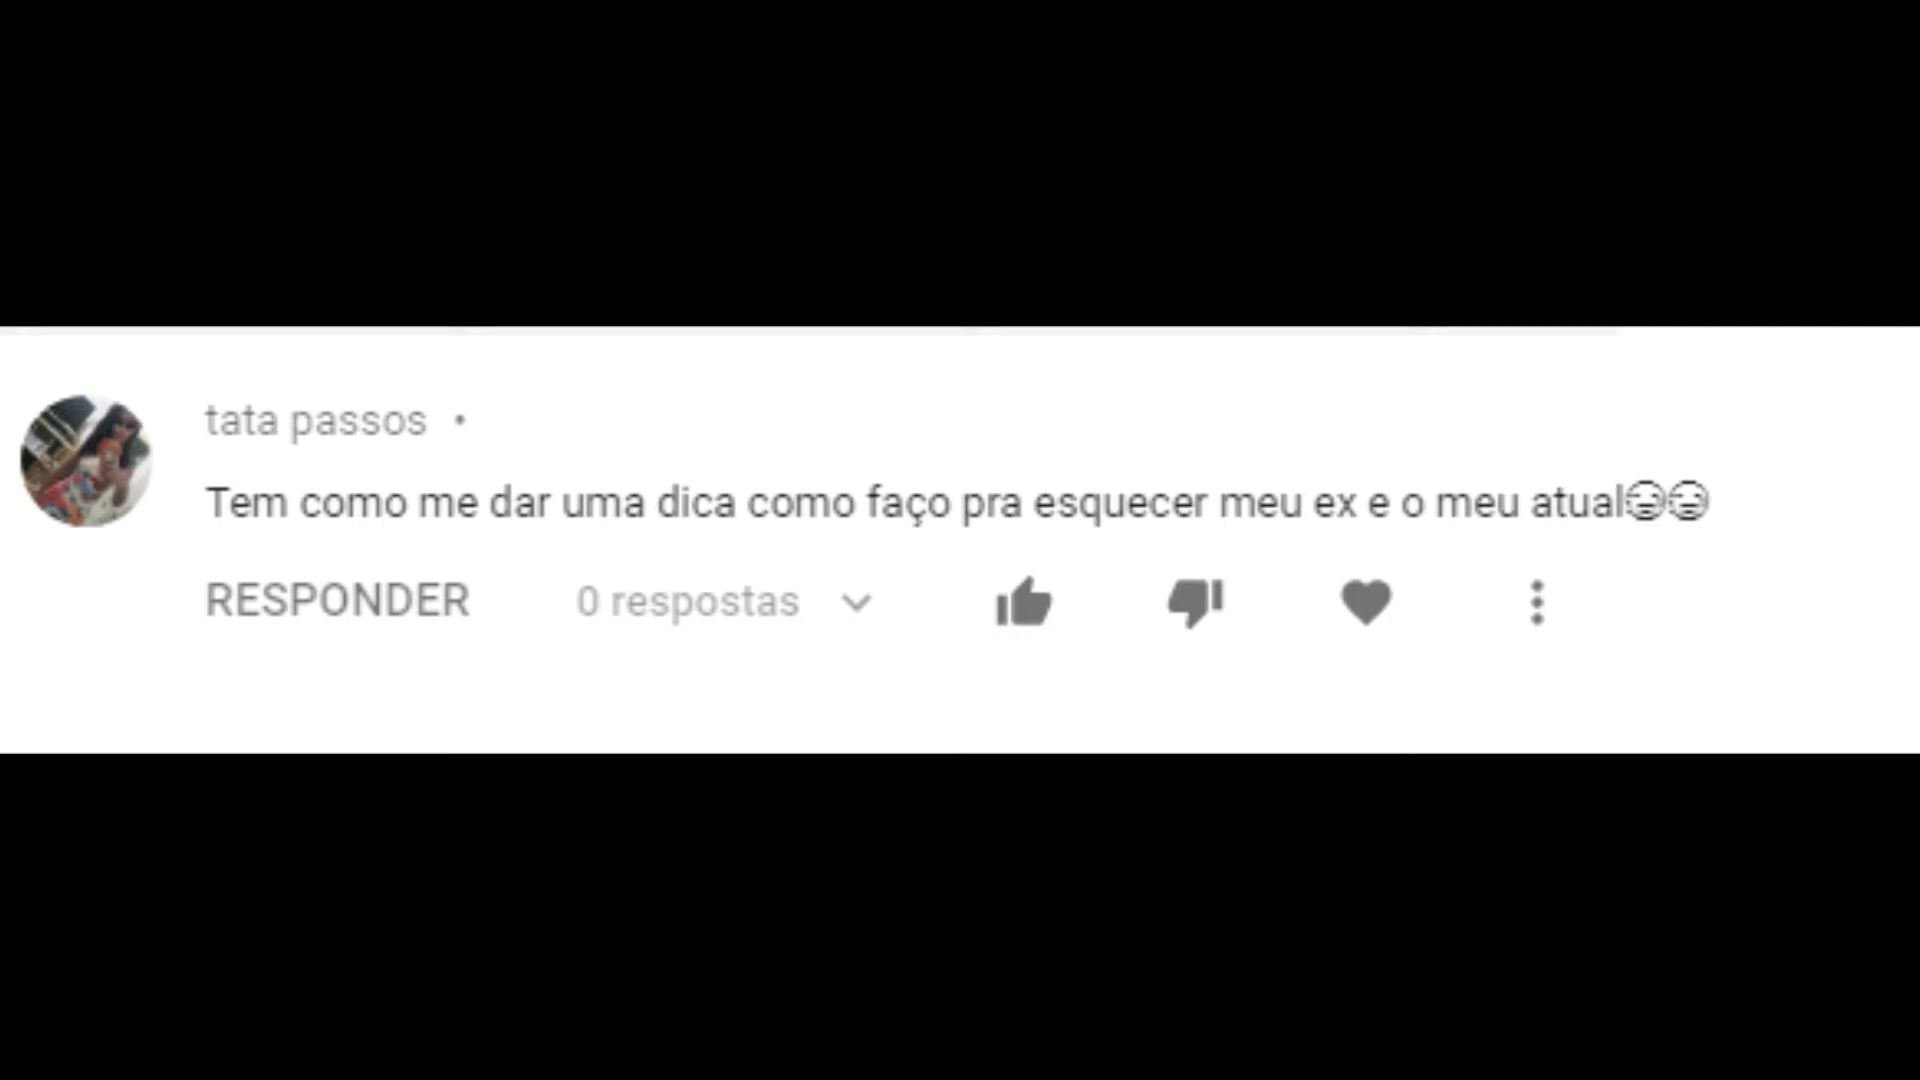 tata passos •
Tem como me dar uma dica como faço pra esquecer meu ex e o meu atual😔😔
RESPONDER 0 respostas